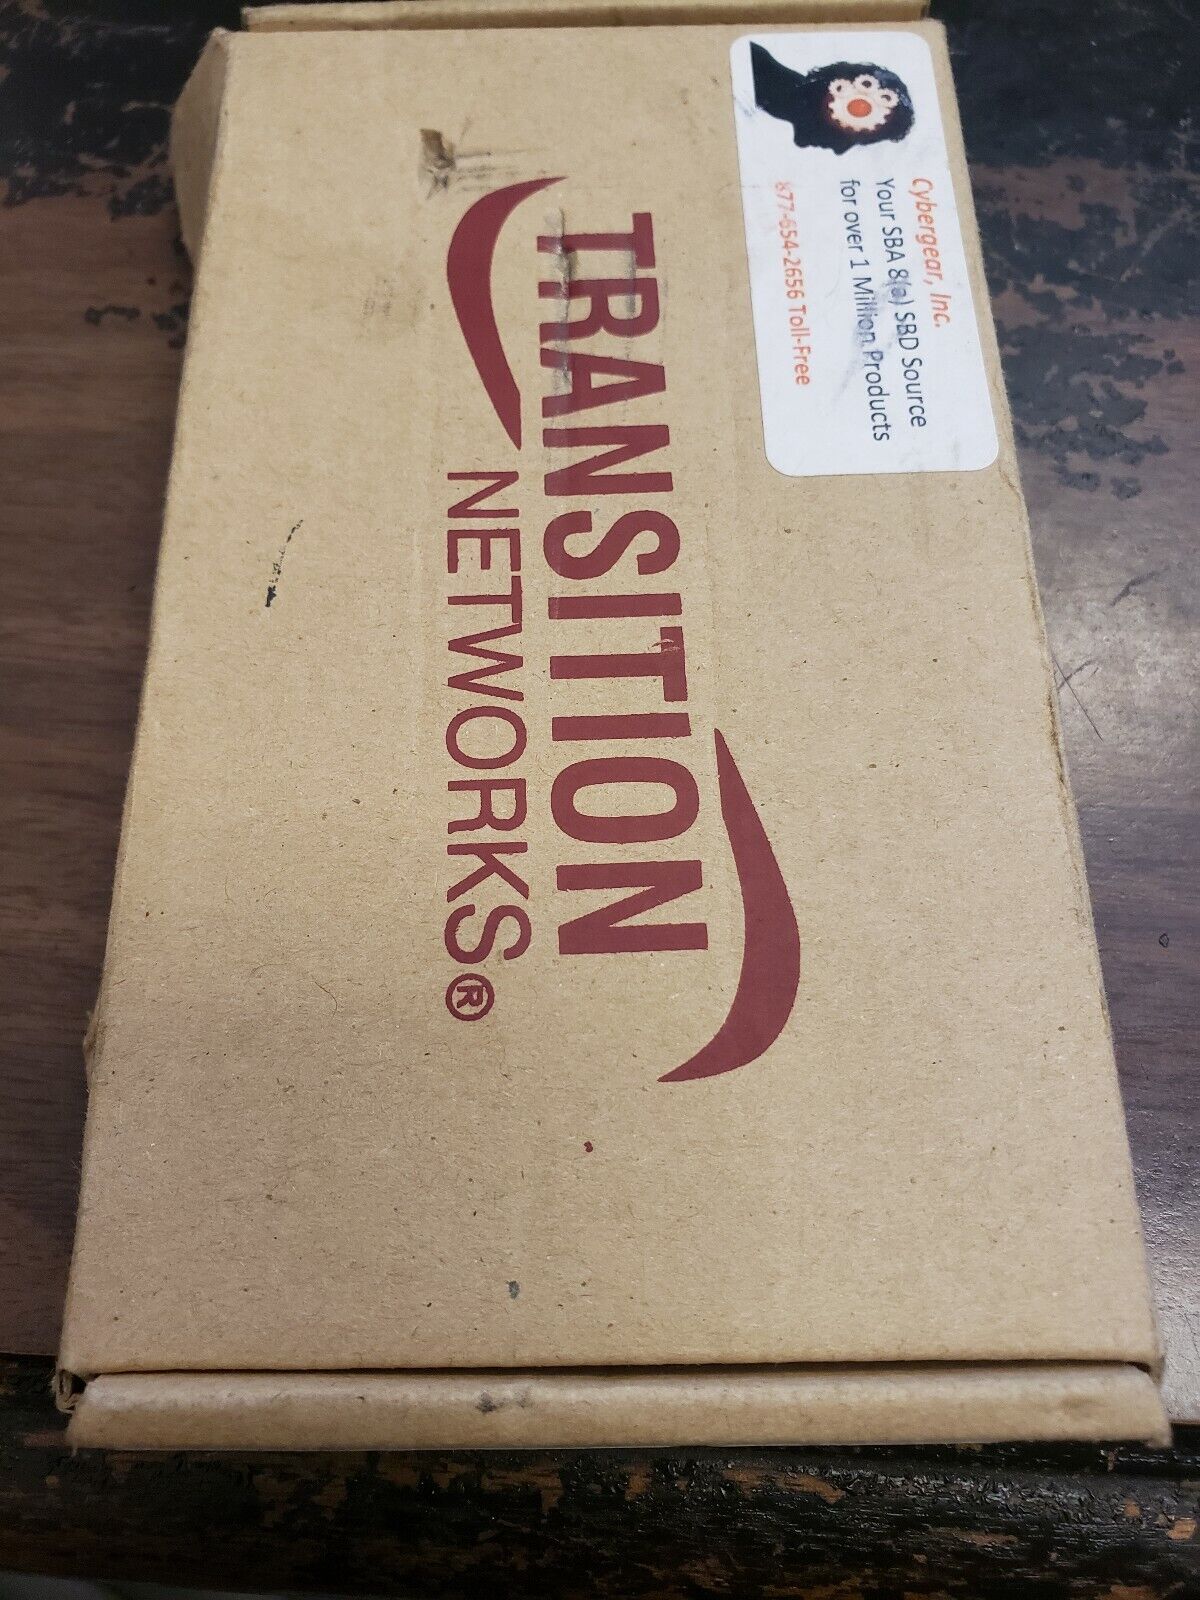 TRANSITION
NETWORKS®
Cybergear, Inc.
Your SBA 8(a) SBD Source
for over 1 Million Products
877-654-2656 Toll-Free